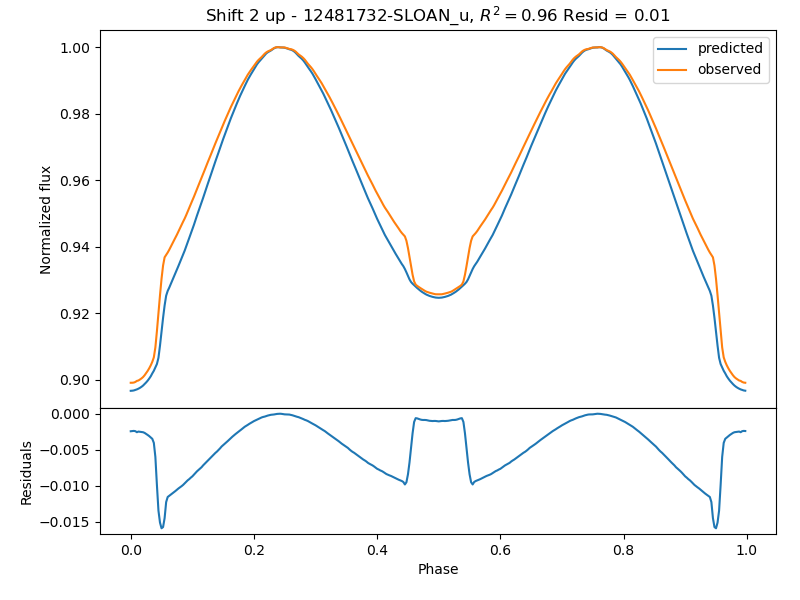 Shift 2 up - 12481732-SLOAN_u, R² = 0.96 Resid = 0.01
predicted
observed
1.00
0.98
0.96
0.94
0.92
0.90
Normalized flux
0.000
−0.005
−0.010
−0.015
Residuals
0.0
0.2
0.4
0.6
0.8
1.0
Phase